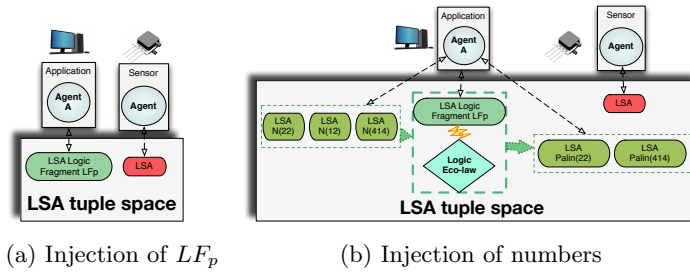 Application
Agent
A
Sensor
Agent
LSA Logic
Fragment LFp
LSA
LSA tuple space
(a) Injection of LF_p
Application
Agent
A
Sensor
Agent
LSA
N(22)
LSA
N(12)
LSA
N(414)
LSA Logic
Fragment LFp
Logic
Eco-law
LSA
LSA
Palin(22)
LSA
Palin(414)
LSA tuple space
(b) Injection of numbers